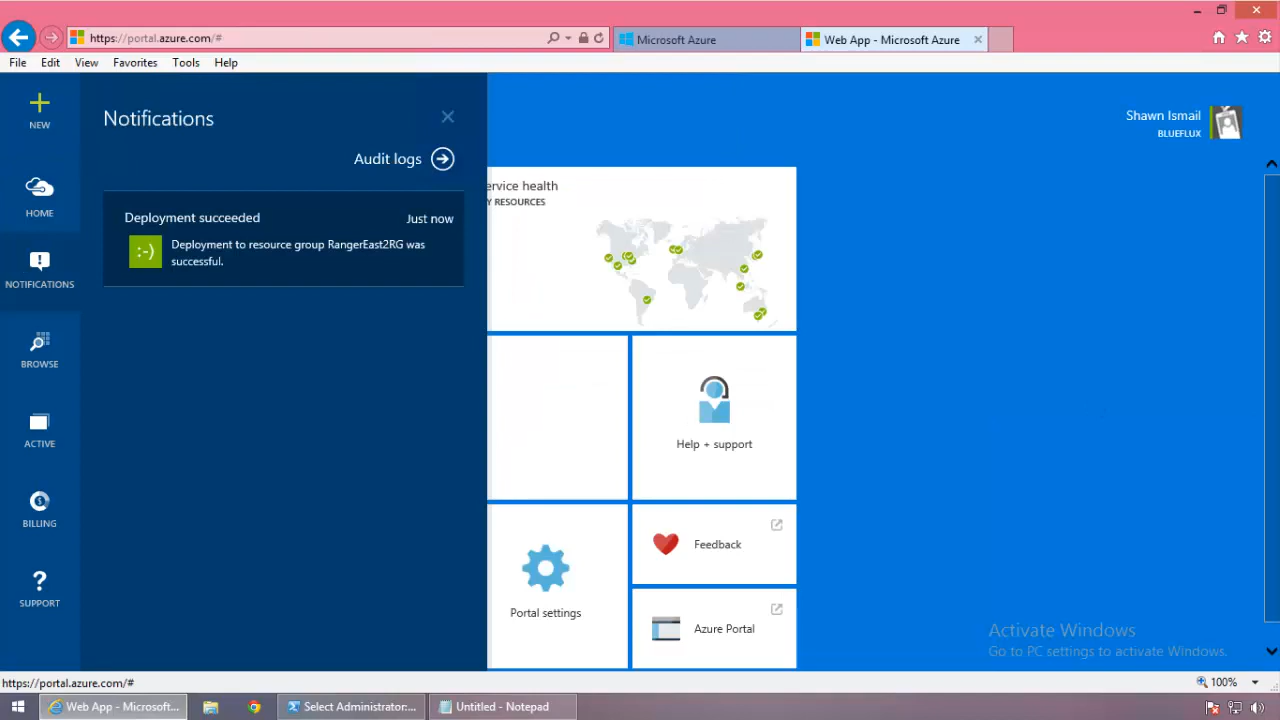 https://portal.azure.com/#
Microsoft Azure
Web App - Microsoft Azure
File Edit View Favorites Tools Help
NEW
HOME
NOTIFICATIONS
BROWSE
ACTIVE
BILLING
SUPPORT
Notifications
Audit logs
Deployment succeeded
Just now
:-)
Deployment to resource group RangerEast2RG was
successful.
Shawn Ismail
BLUEFLUX
ervice health
Y RESOURCES
Help + support
Portal settings
Feedback
Azure Portal
Activate Windows
Go to PC settings to activate Windows.
https://portal.azure.com/#
100%
Web App - Microsoft...
Select Administrator:...
Untitled - Notepad